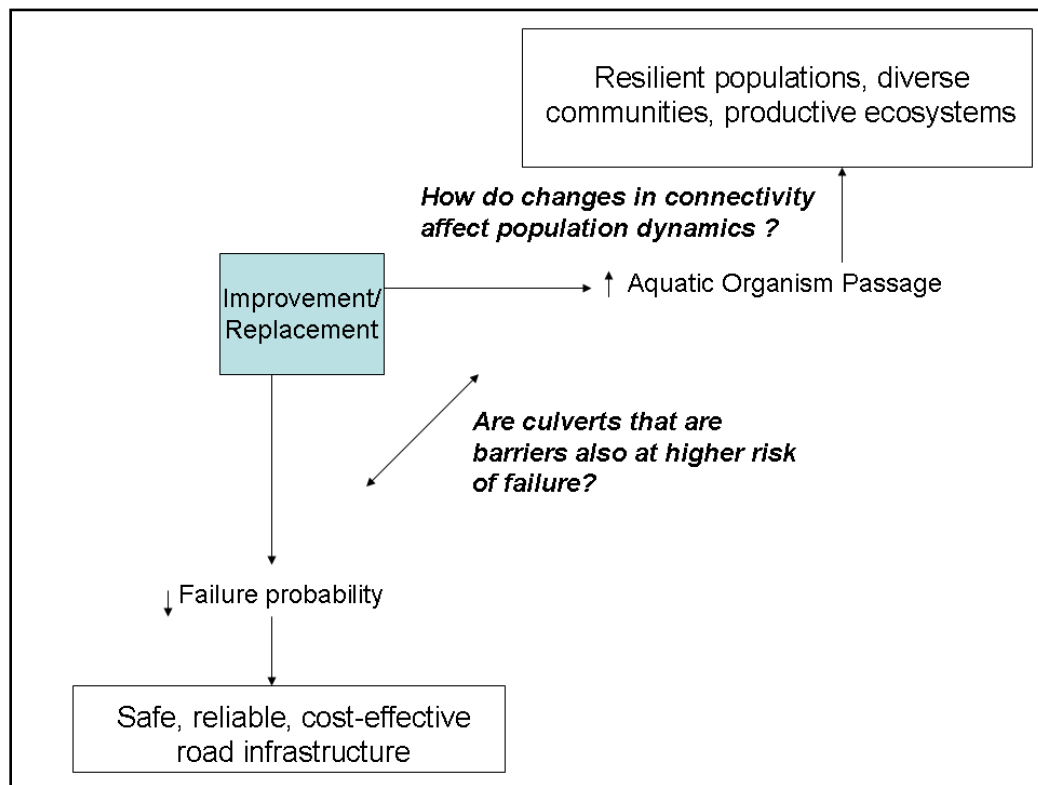 Resilient populations, diverse
communities, productive ecosystems
How do changes in connectivity
affect population dynamics ?
Improvement/
Replacement
Aquatic Organism Passage
Are culverts that are
barriers also at higher risk
of failure?
Failure probability
Safe, reliable, cost-effective
road infrastructure